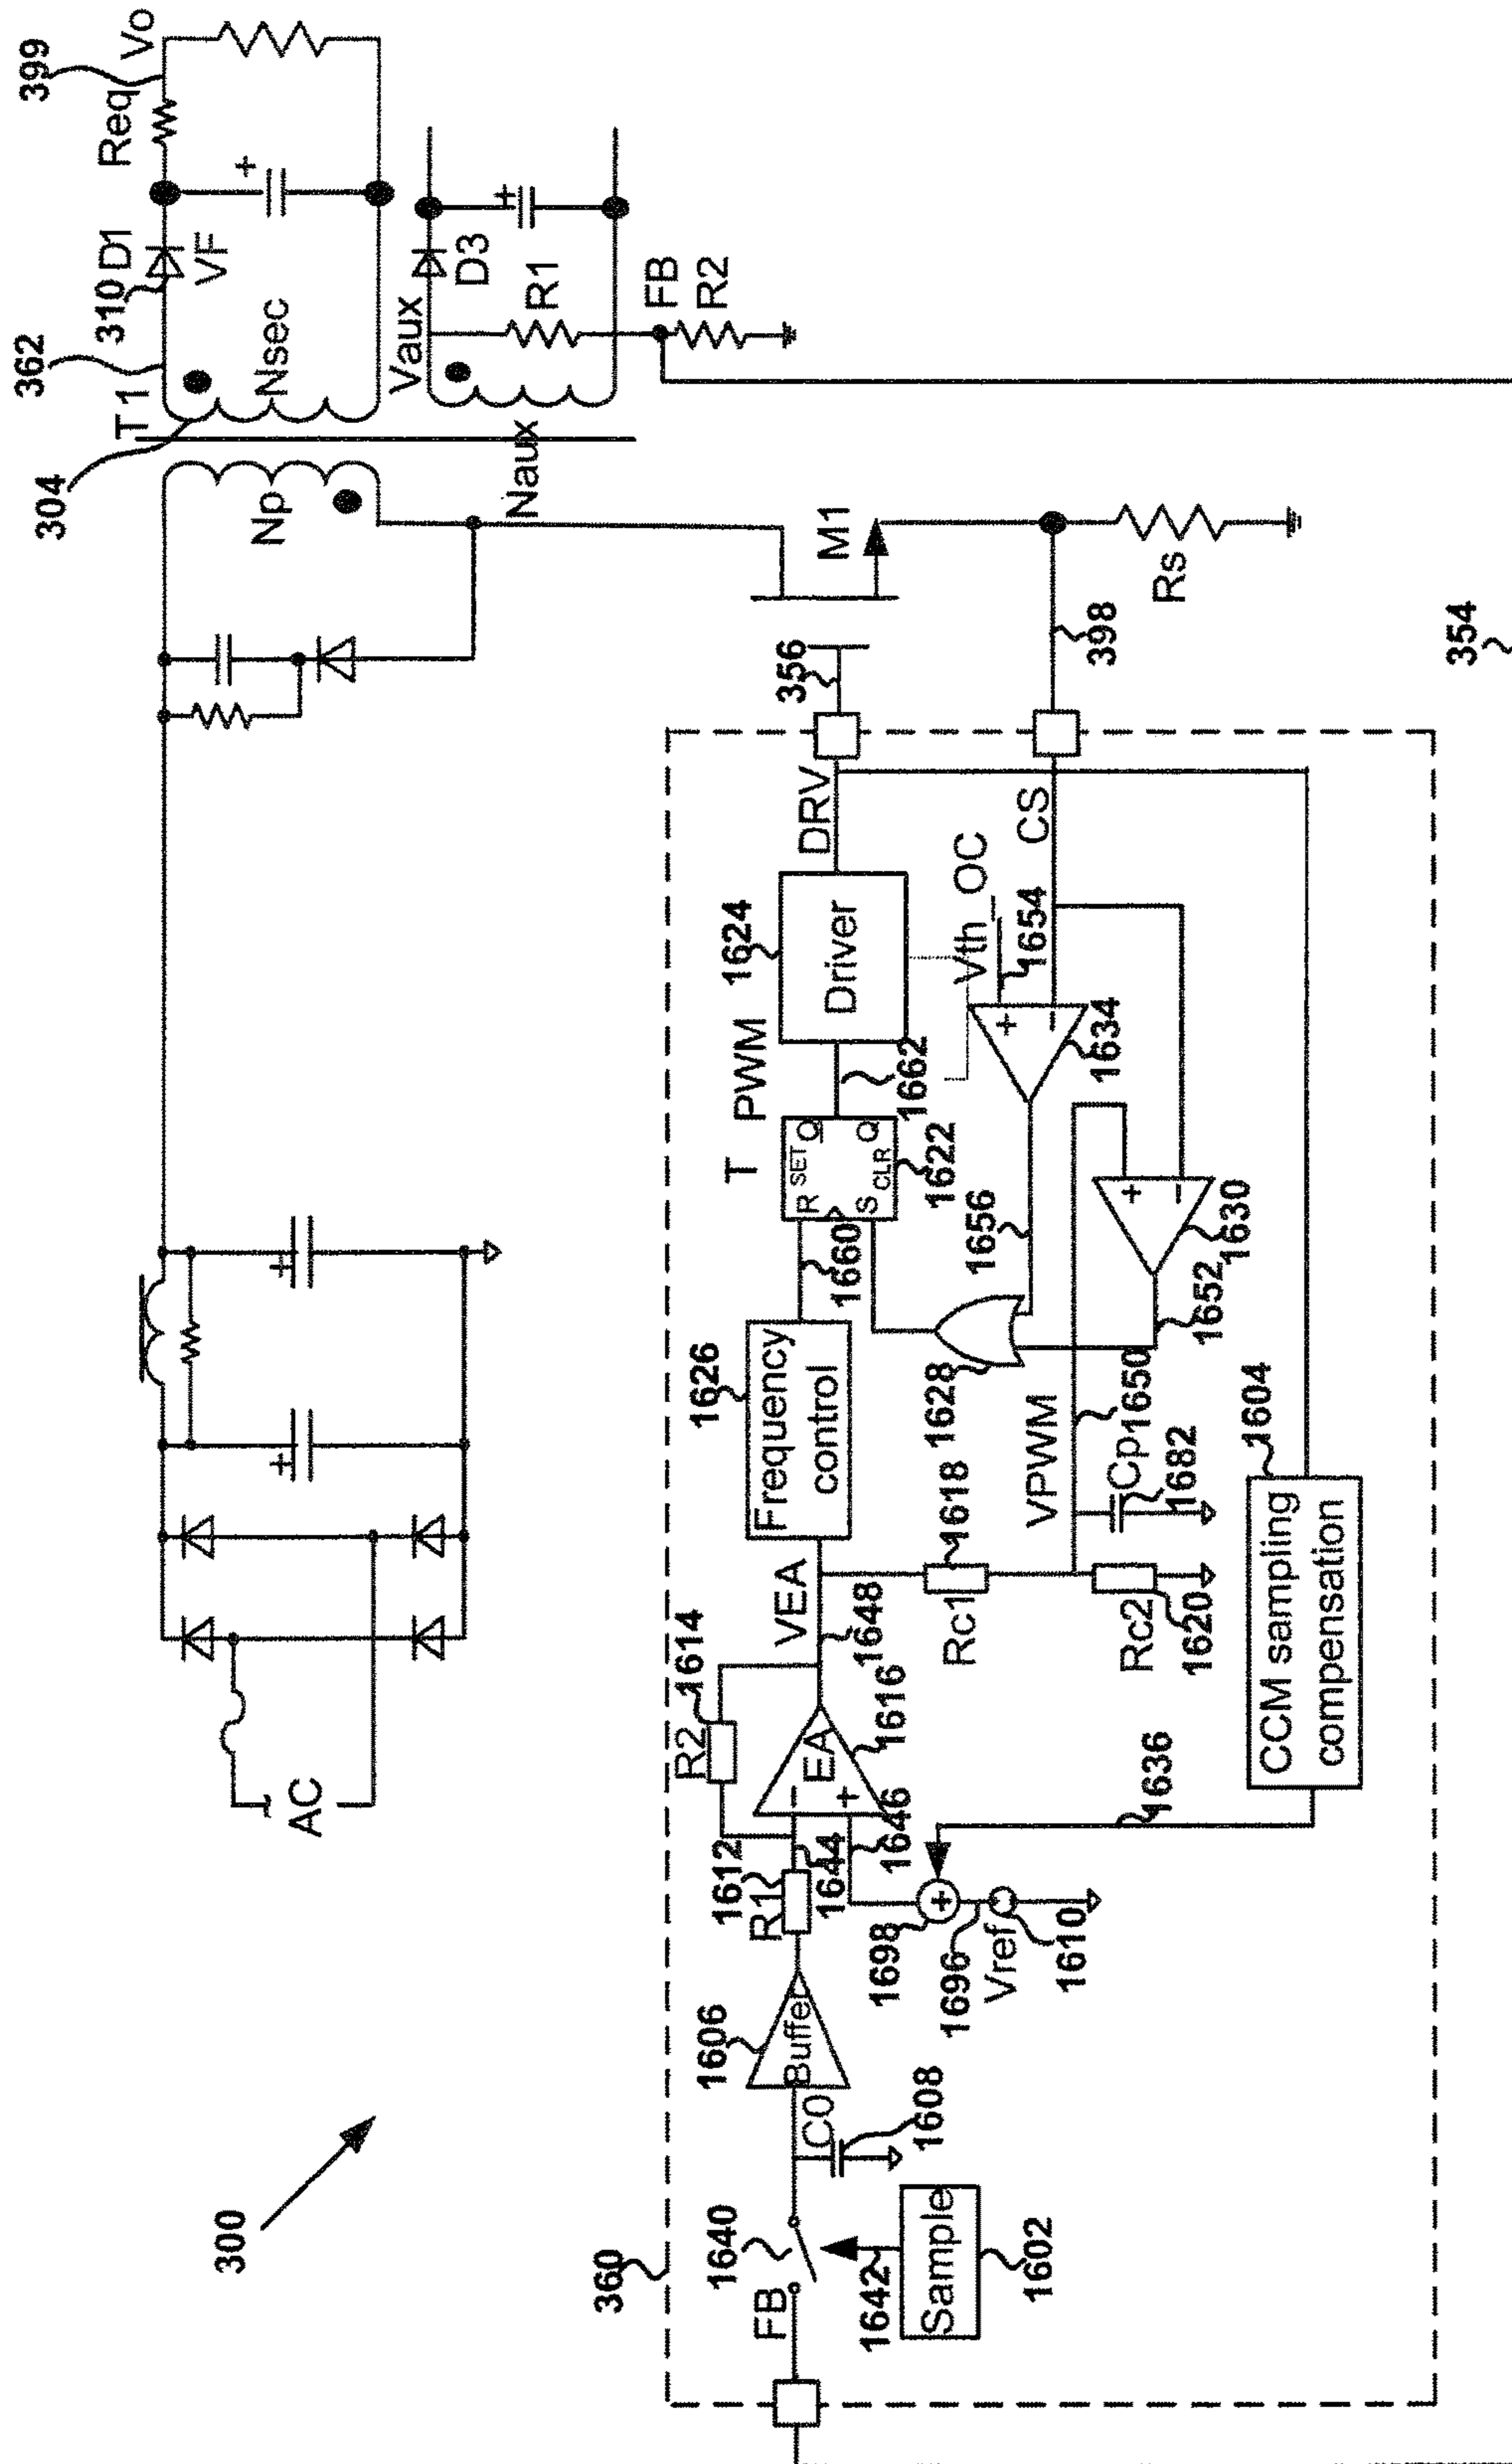 300
AC
304
T1
362
310 D1
VF
Req
399
Vo
Np
Nsec
Naux
Vaux
D3
R1
FB
R2
M1
Rs
356
398
354
360
FB
1640
1642
Sample
1602
C0
1608
1606
Buffer
1612
R1
1644
R2
1614
EA
-
+
1616
1646
1698
+
1696
Vref
1610
1636
VEA
1648
Rc1
1618
Rc2
1620
Frequency
control
1626
1660
T
R
SET
Q
S
CLR
Q
1622
PWM
1662
Driver
1624
DRV
CS
Vth_OC
1654
+
-
1634
1656
1628
VPWM
1650
Cp
1682
+
-
1630
1652
CCM sampling
compensation
1604